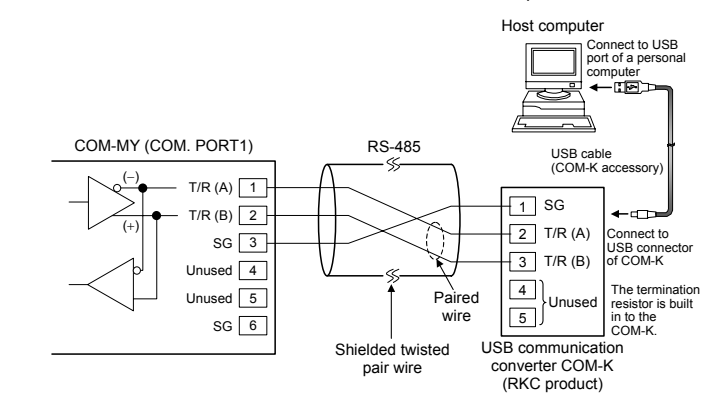 Host computer
Connect to USB
port of a personal
computer
COM-MY (COM. PORT1)
RS-485
USB cable
(COM-K accessory)
(−)
T/R (A) 1
T/R (B) 2
(+)
SG 3
Unused 4
Unused 5
SG 6
1 SG
2 T/R (A)
3 T/R (B)
4
Unused
5
Connect to
USB connector
of COM-K
The termination
resistor is built
in to the
COM-K.
Paired
wire
Shielded twisted
pair wire
USB communication
converter COM-K
(RKC product)